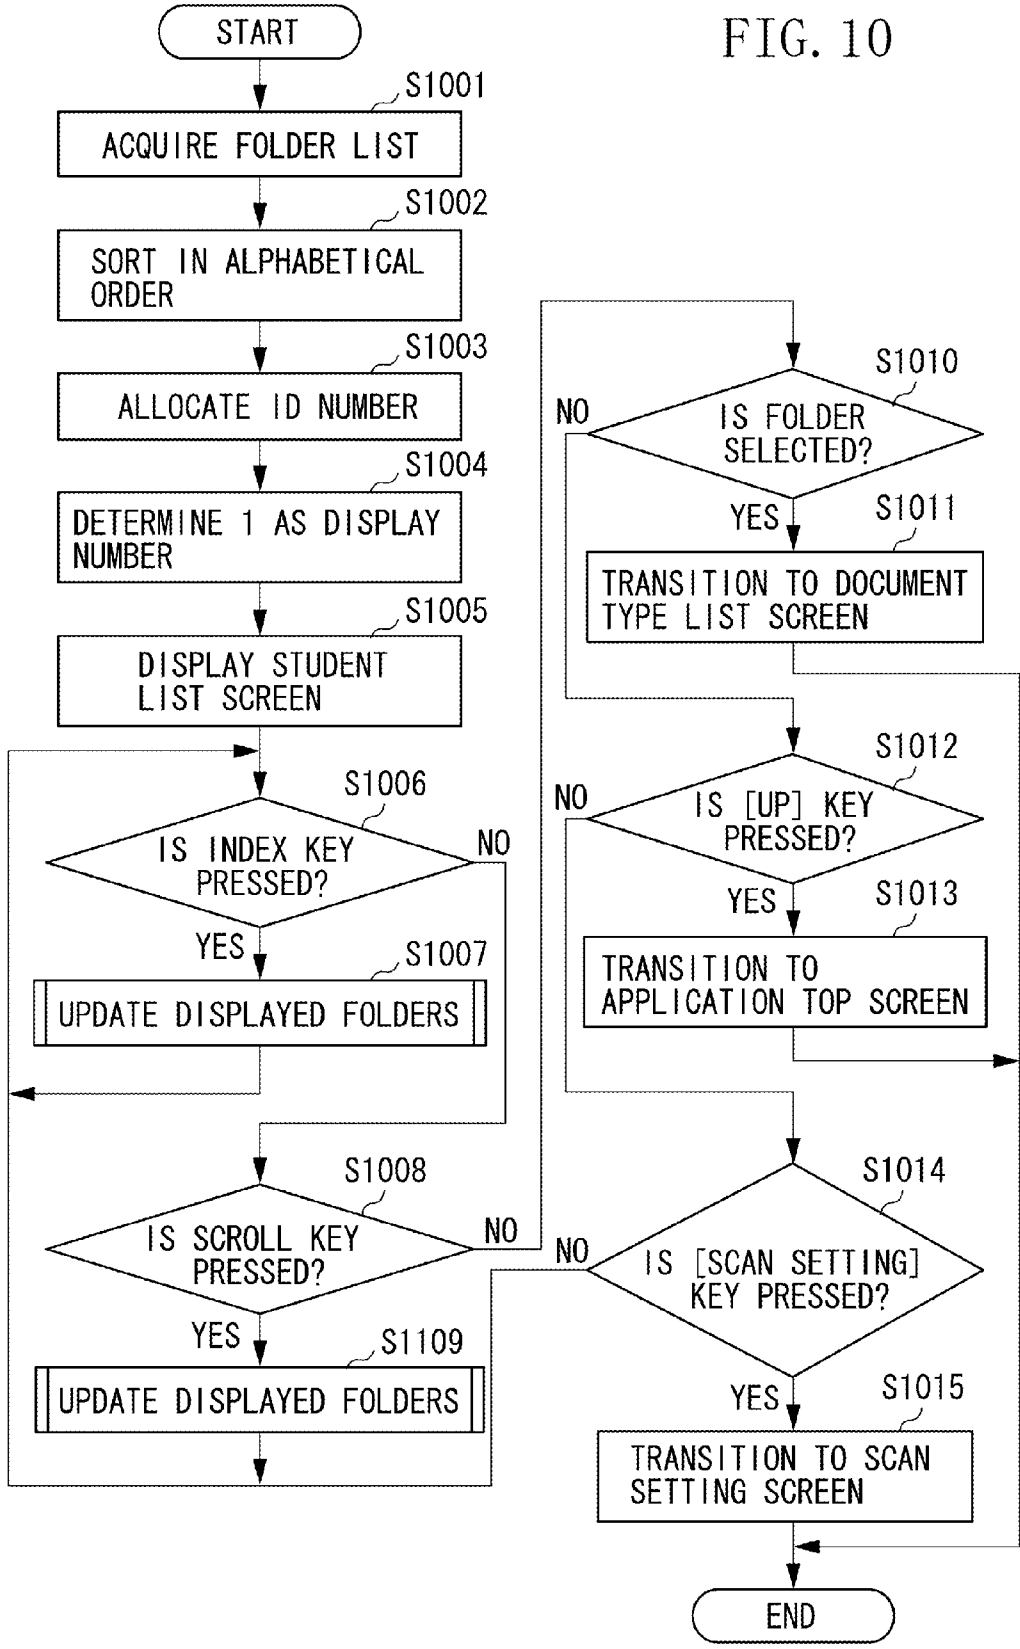 START
FIG. 10
S1001
ACQUIRE FOLDER LIST
S1002
SORT IN ALPHABETICAL
ORDER
S1003
ALLOCATE ID NUMBER
S1004
DETERMINE 1 AS DISPLAY
NUMBER
S1005
DISPLAY STUDENT
LIST SCREEN
S1006
IS INDEX KEY
PRESSED?
NO
YES
S1007
UPDATE DISPLAYED FOLDERS
S1008
IS SCROLL KEY
PRESSED?
NO
YES
S1109
UPDATE DISPLAYED FOLDERS
S1010
IS FOLDER
SELECTED?
NO
YES
S1011
TRANSITION TO DOCUMENT
TYPE LIST SCREEN
S1012
IS [UP] KEY
PRESSED?
NO
YES
S1013
TRANSITION TO
APPLICATION TOP SCREEN
S1014
IS [SCAN SETTING]
KEY PRESSED?
NO
YES
S1015
TRANSITION TO SCAN
SETTING SCREEN
END